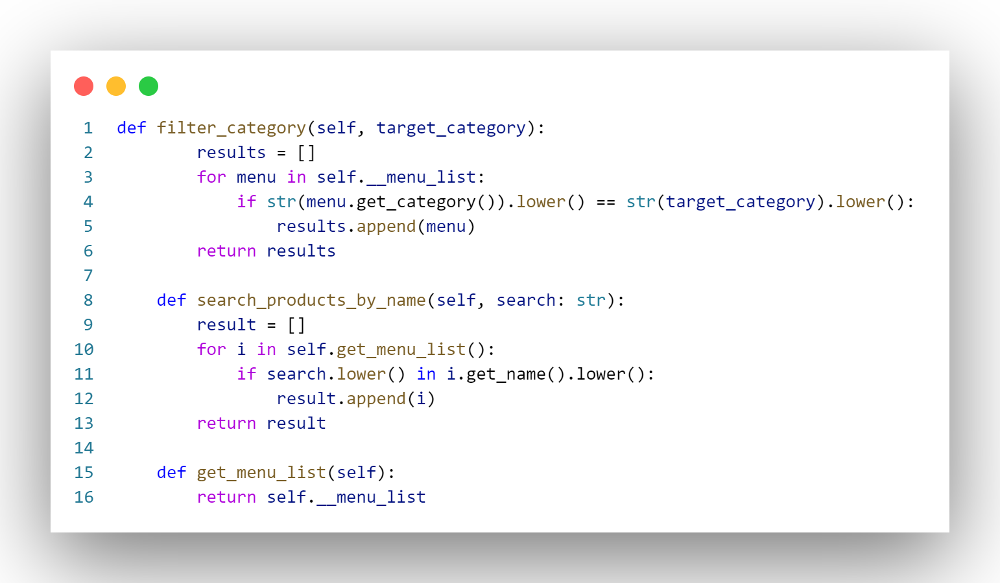 1 def filter_category(self, target_category):
2         results = []
3         for menu in self.__menu_list:
4             if str(menu.get_category()).lower() == str(target_category).lower():
5                 results.append(menu)
6         return results
7
8     def search_products_by_name(self, search: str):
9         result = []
10         for i in self.get_menu_list():
11             if search.lower() in i.get_name().lower():
12                 result.append(i)
13         return result
14
15     def get_menu_list(self):
16         return self.__menu_list